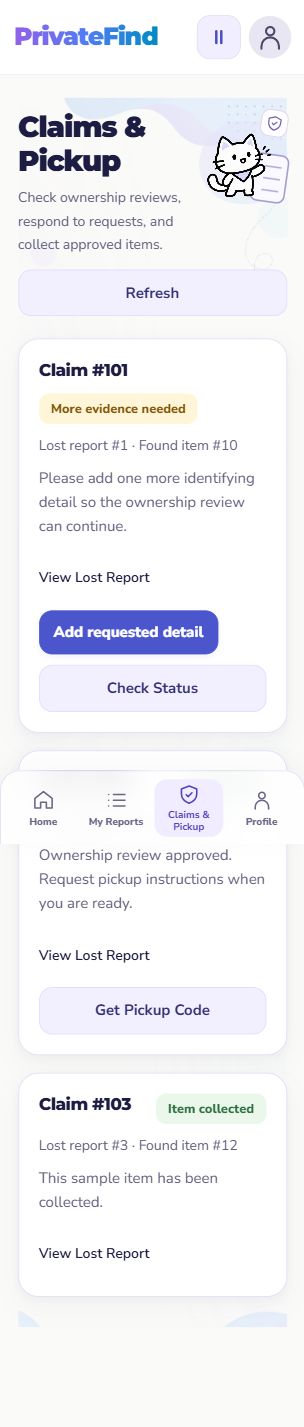 PrivateFind
Claims &
Pickup
Check ownership reviews,
respond to requests, and
collect approved items.
Refresh
Claim #101
More evidence needed
Lost report #1 · Found item #10
Please add one more identifying
detail so the ownership review
can continue.
View Lost Report
Add requested detail
Check Status
Home
My Reports
Claims &
Pickup
Profile
Ownership review approved.
Request pickup instructions when
you are ready.
View Lost Report
Get Pickup Code
Claim #103
Item collected
Lost report #3 · Found item #12
This sample item has been
collected.
View Lost Report